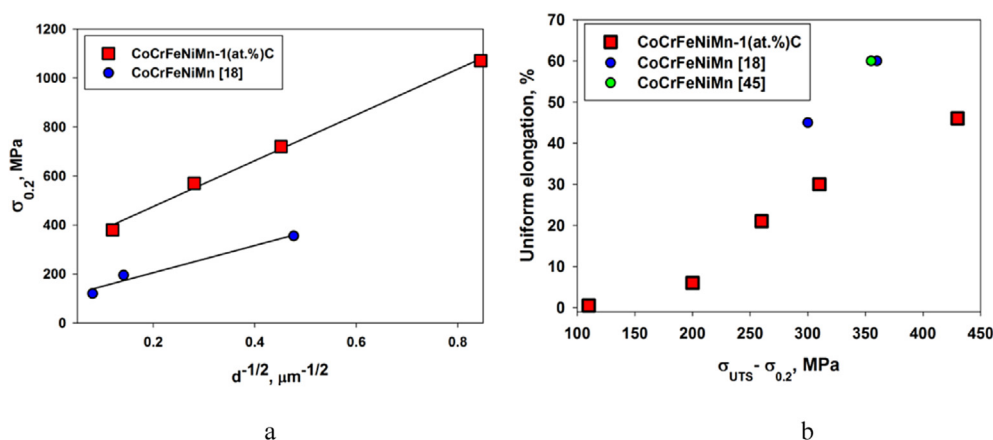 CoCrFeNiMn-1(at.%)C
CoCrFeNiMn [18]
σ0.2, MPa
1200
1000
800
600
400
200
0
0.2
0.4
0.6
0.8
d-1/2, μm-1/2
a
CoCrFeNiMn-1(at.%)C
CoCrFeNiMn [18]
CoCrFeNiMn [45]
Uniform elongation, %
70
60
50
40
30
20
10
0
100
150
200
250
300
350
400
450
σUTS- σ0.2, MPa
b